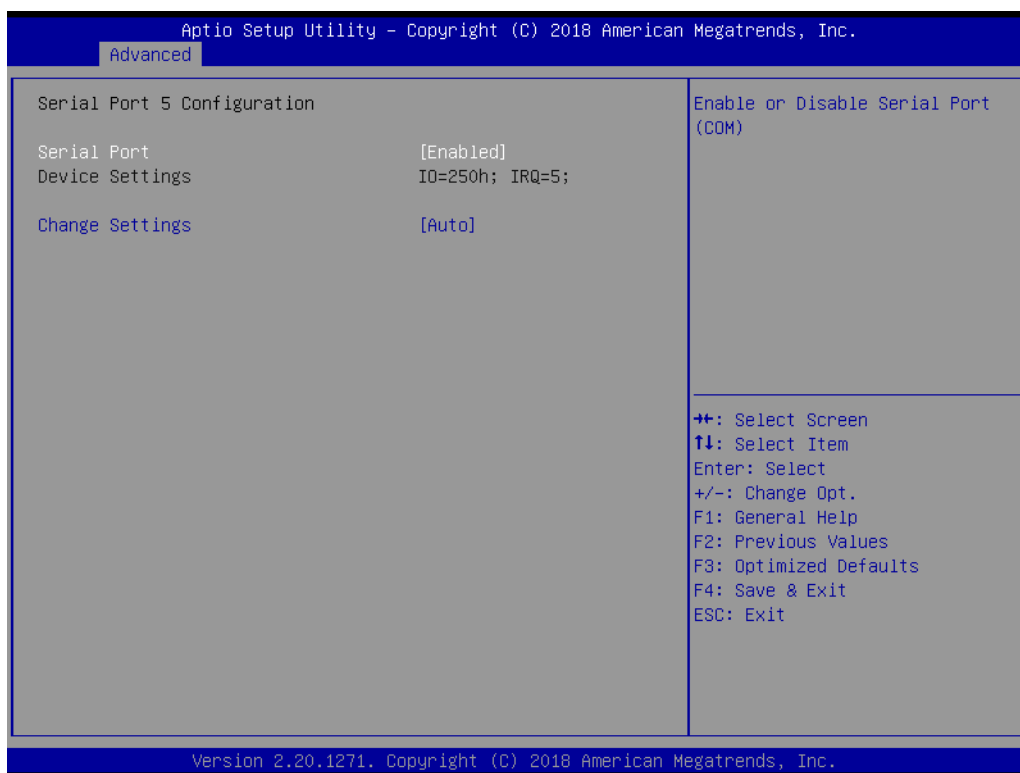 Aptio Setup Utility – Copyright (C) 2018 American Megatrends, Inc.
Advanced
Serial Port 5 Configuration
Serial Port [Enabled]
Device Settings IO=250h; IRQ=5;
Change Settings [Auto]
Enable or Disable Serial Port
(COM)
→←: Select Screen
↑↓: Select Item
Enter: Select
+/-: Change Opt.
F1: General Help
F2: Previous Values
F3: Optimized Defaults
F4: Save & Exit
ESC: Exit
Version 2.20.1271. Copyright (C) 2018 American Megatrends, Inc.